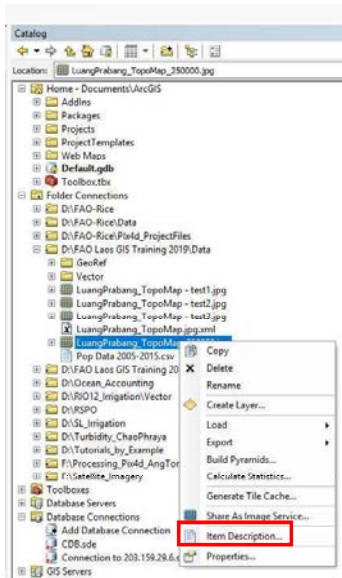 Catalog
Location: LuangPrabang_TopoMap_250000.jpg
Home - Documents\ArcGIS
AddIns
Packages
Projects
ProjectTemplates
Web Maps
Default.gdb
Toolbox.tbx
Folder Connections
D:\FAO-Rice
D:\FAO-Rice\Data
D:\FAO-Rice\Pix4d_ProjectFiles
D:\FAO Laos GIS Training 2019\Data
GeoRef
Vector
LuangPrabang_TopoMap - test1.jpg
LuangPrabang_TopoMap - test2.jpg
LuangPrabang_TopoMap - test3.jpg
LuangPrabang_TopoMap.jpg.xml
LuangPrabang_TopoMap_250000.j
Pop Data 2005-2015.csv
D:\FAO Laos GIS Training 20
D:\Ocean_Accounting
D:\RIO12_Irrigation\Vector
D:\RSPO
D:\SL_Irrigation
D:\Turbidity_ChaoPhraya
D:\Tutorials_by_Example
F:\Processing_Pix4d_AngTor
F:\Satellite_Imagery
Toolboxes
Database Servers
Database Connections
Add Database Connection
CDB.sde
Connection to 203.159.29.6.s
GIS Servers
Copy
Delete
Rename
Create Layer...
Load
Export
Build Pyramids...
Calculate Statistics...
Generate Tile Cache...
Share As Image Service...
Item Description...
Properties...